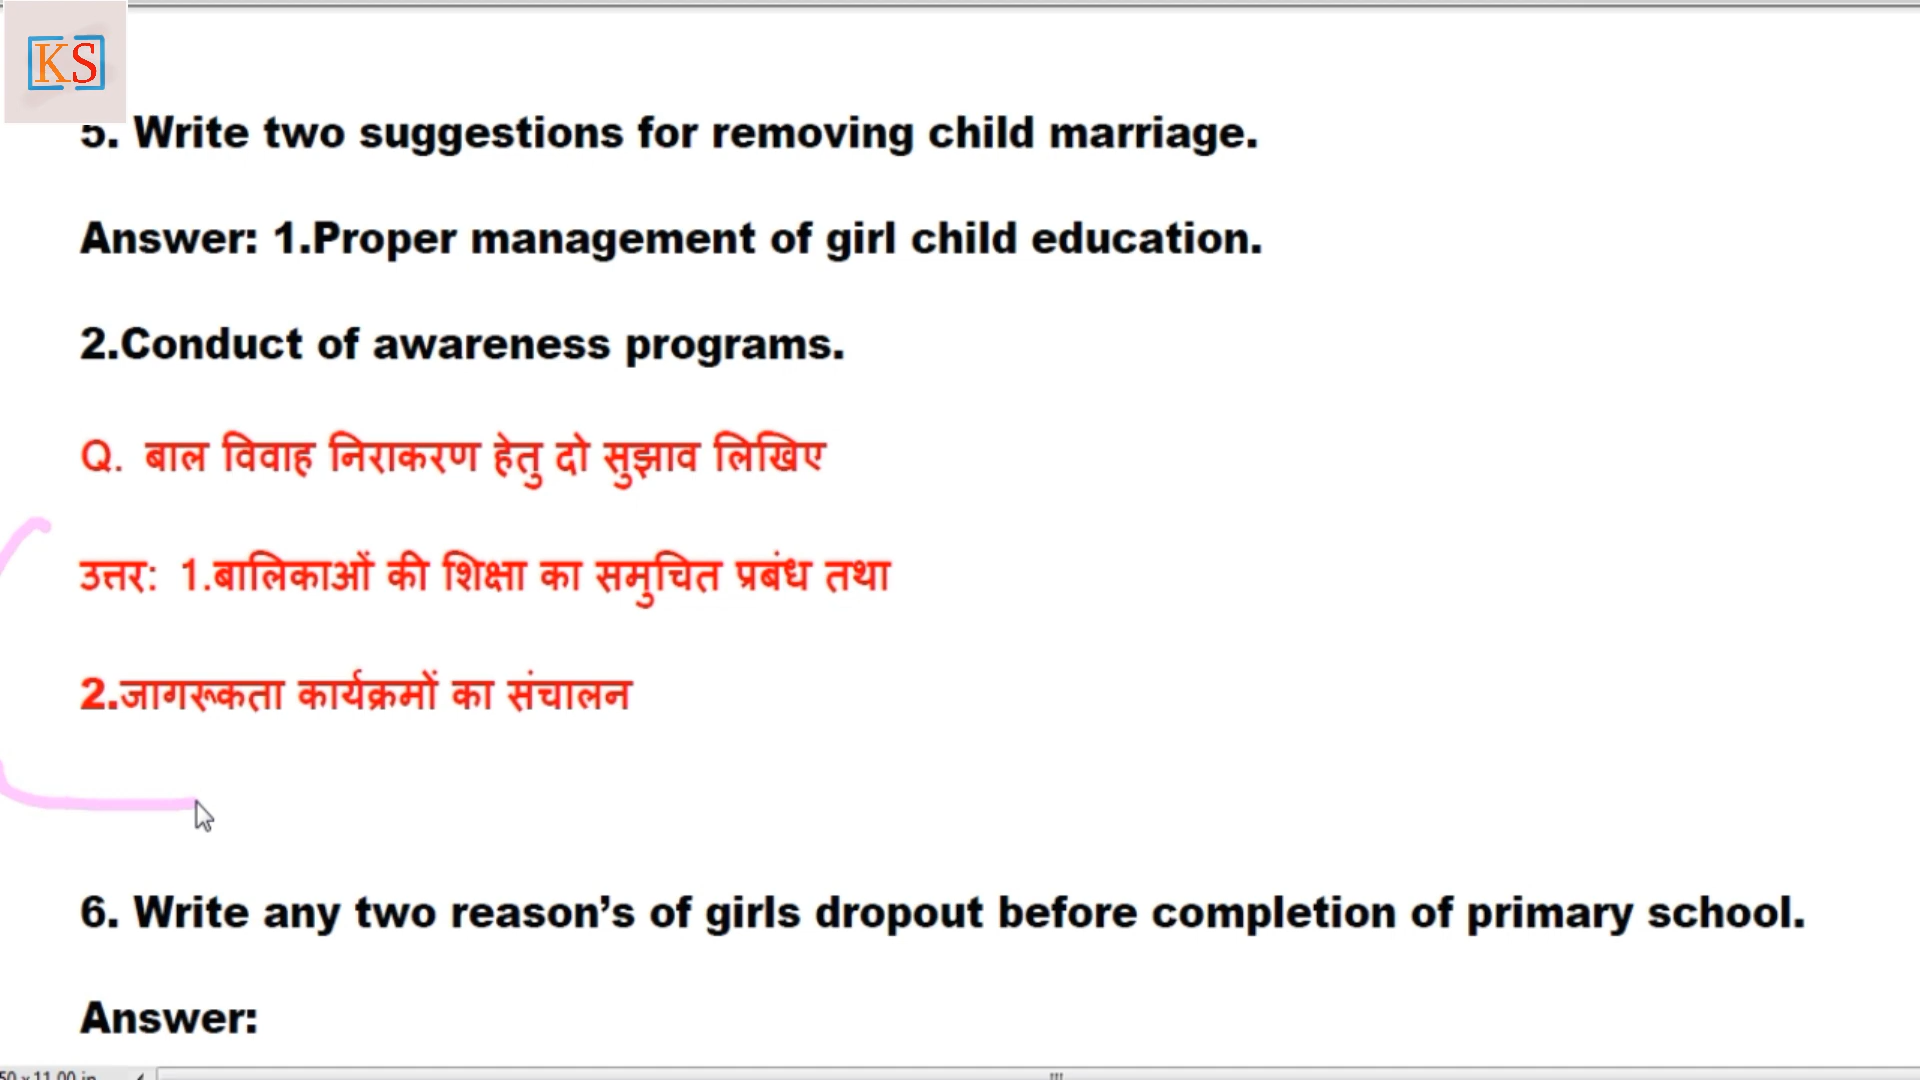 KS
5. Write two suggestions for removing child marriage.
Answer: 1.Proper management of girl child education.
2.Conduct of awareness programs.
Q. बाल विवाह निराकरण हेतु दो सुझाव लिखिए
उत्तर: 1.बालिकाओं की शिक्षा का समुचित प्रबंध तथा
2.जागरूकता कार्यक्रमों का संचालन
6. Write any two reason’s of girls dropout before completion of primary school.
Answer: